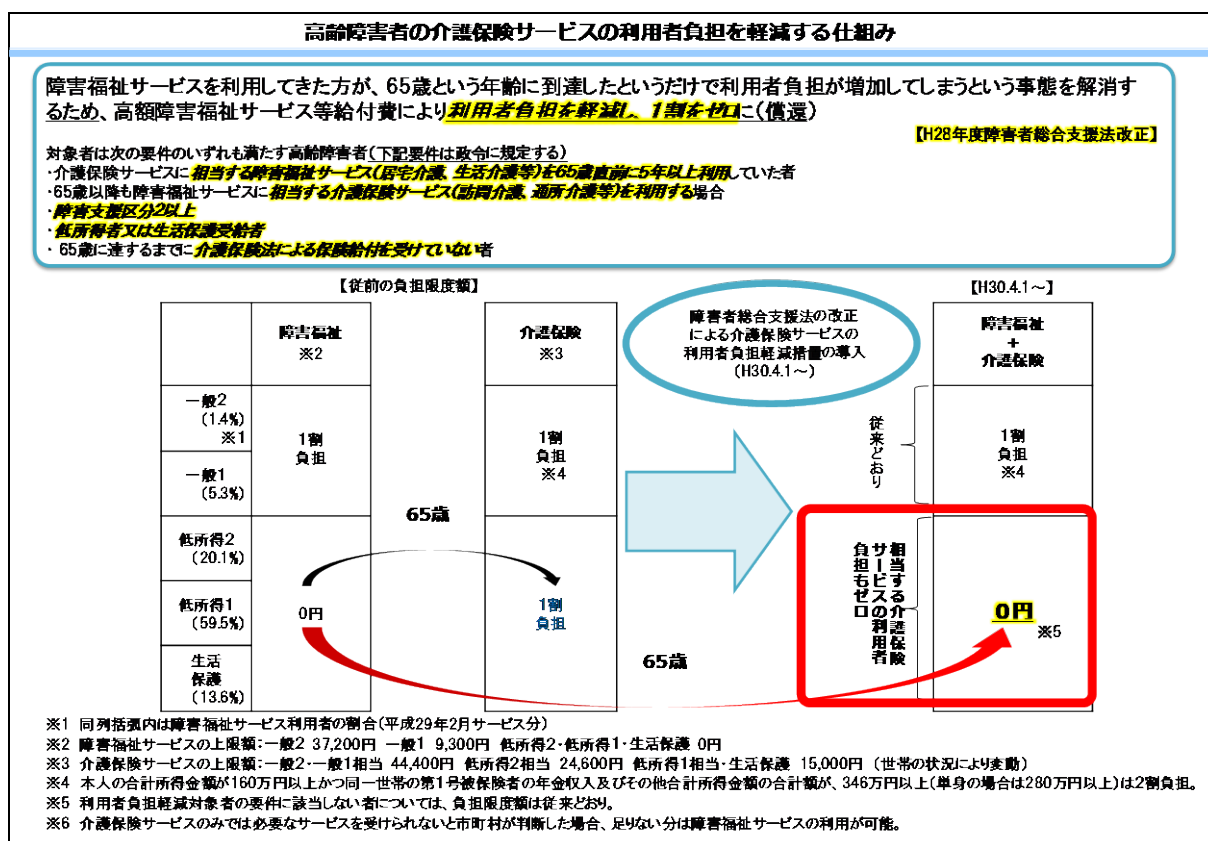 高齢障害者の介護保険サービスの利用者負担を軽減する仕組み
障害福祉サービスを利用してきた方が、65歳という年齢に到達したというだけで利用者負担が増加してしまうという事態を解消す
るため、高額障害福祉サービス等給付費により利用者負担を軽減し、1割をゼロに(償還)
【H28年度障害者総合支援法改正】
対象者は次の要件のいずれも満たす高齢障害者(下記要件は政令に規定する)
・介護保険サービスに相当する障害福祉サービス(居宅介護、生活介護等)を65歳直前に5年以上利用していた者
・65歳以降も障害福祉サービスに相当する介護保険サービス(訪問介護、通所介護等)を利用する場合
・障害支援区分2以上
・低所得者又は生活保護受給者
・65歳に達するまでに介護保険法による保険給付を受けていない者
【従前の負担限度額】
【H30.4.1～】
障害福祉
※2
介護保険
※3
障害者総合支援法の改正
による介護保険サービスの
利用者負担軽減措置の導入
(H30.4.1～)
障害福祉
+
介護保険
一般2
(1.4%)
※1
一般1
(5.3%)
低所得2
(20.1%)
低所得1
(59.5%)
生活
保護
(13.6%)
1割
負担
0円
65歳
1割
負担
※4
1割
負担
65歳
従来どおり
相当する介護保険
サービスの利用者
負担もゼロ
1割
負担
※4
0円
※5
※1 同列括弧内は障害福祉サービス利用者の割合(平成29年2月サービス分)
※2 障害福祉サービスの上限額：一般2 37,200円 一般1 9,300円 低所得2・低所得1・生活保護 0円
※3 介護保険サービスの上限額：一般2・一般1相当 44,400円 低所得2相当 24,600円 低所得1相当・生活保護 15,000円 (世帯の状況により変動)
※4 本人の合計所得金額が160万円以上かつ同一世帯の第1号被保険者の年金収入及びその他合計所得金額の合計額が、346万円以上(単身の場合は280万円以上)は2割負担。
※5 利用者負担軽減対象者の要件に該当しない者については、負担限度額は従来どおり。
※6 介護保険サービスのみでは必要なサービスを受けられないと市町村が判断した場合、足りない分は障害福祉サービスの利用が可能。